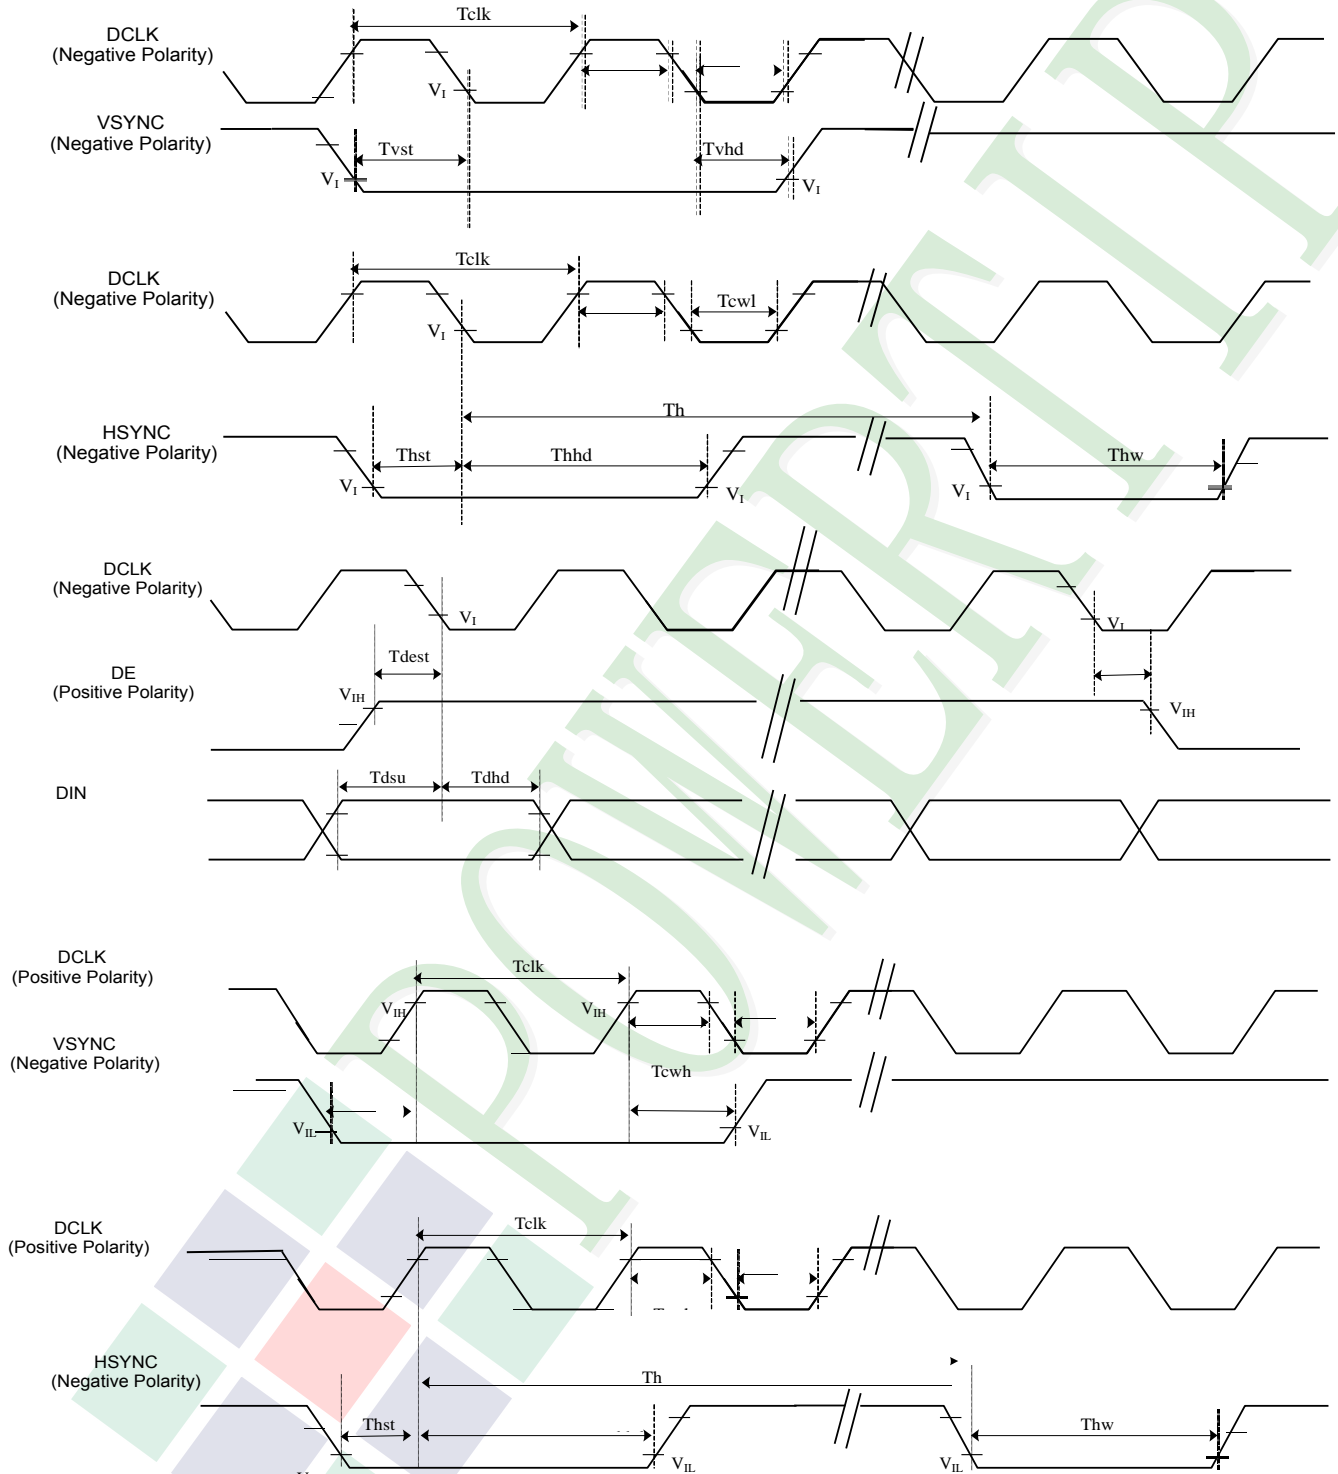 Tclk
DCLK
(Negative Polarity)
VI
VSYNC
(Negative Polarity)
Tvst
Tvhd
VI
VI
Tclk
DCLK
(Negative Polarity)
Tcwl
VI
Th
HSYNC
(Negative Polarity)
Thst
Thhd
Thw
VI
VI
VI
DCLK
(Negative Polarity)
VI
VI
Tdest
DE
(Positive Polarity)
VIH
VIH
Tdsu
Tdhd
DIN
DCLK
(Positive Polarity)
Tclk
VIH
VIH
VSYNC
(Negative Polarity)
Tcwh
VIL
VIL
DCLK
(Positive Polarity)
Tclk
HSYNC
(Negative Polarity)
Th
Thst
Thw
VIL
VIL
POWERTIP